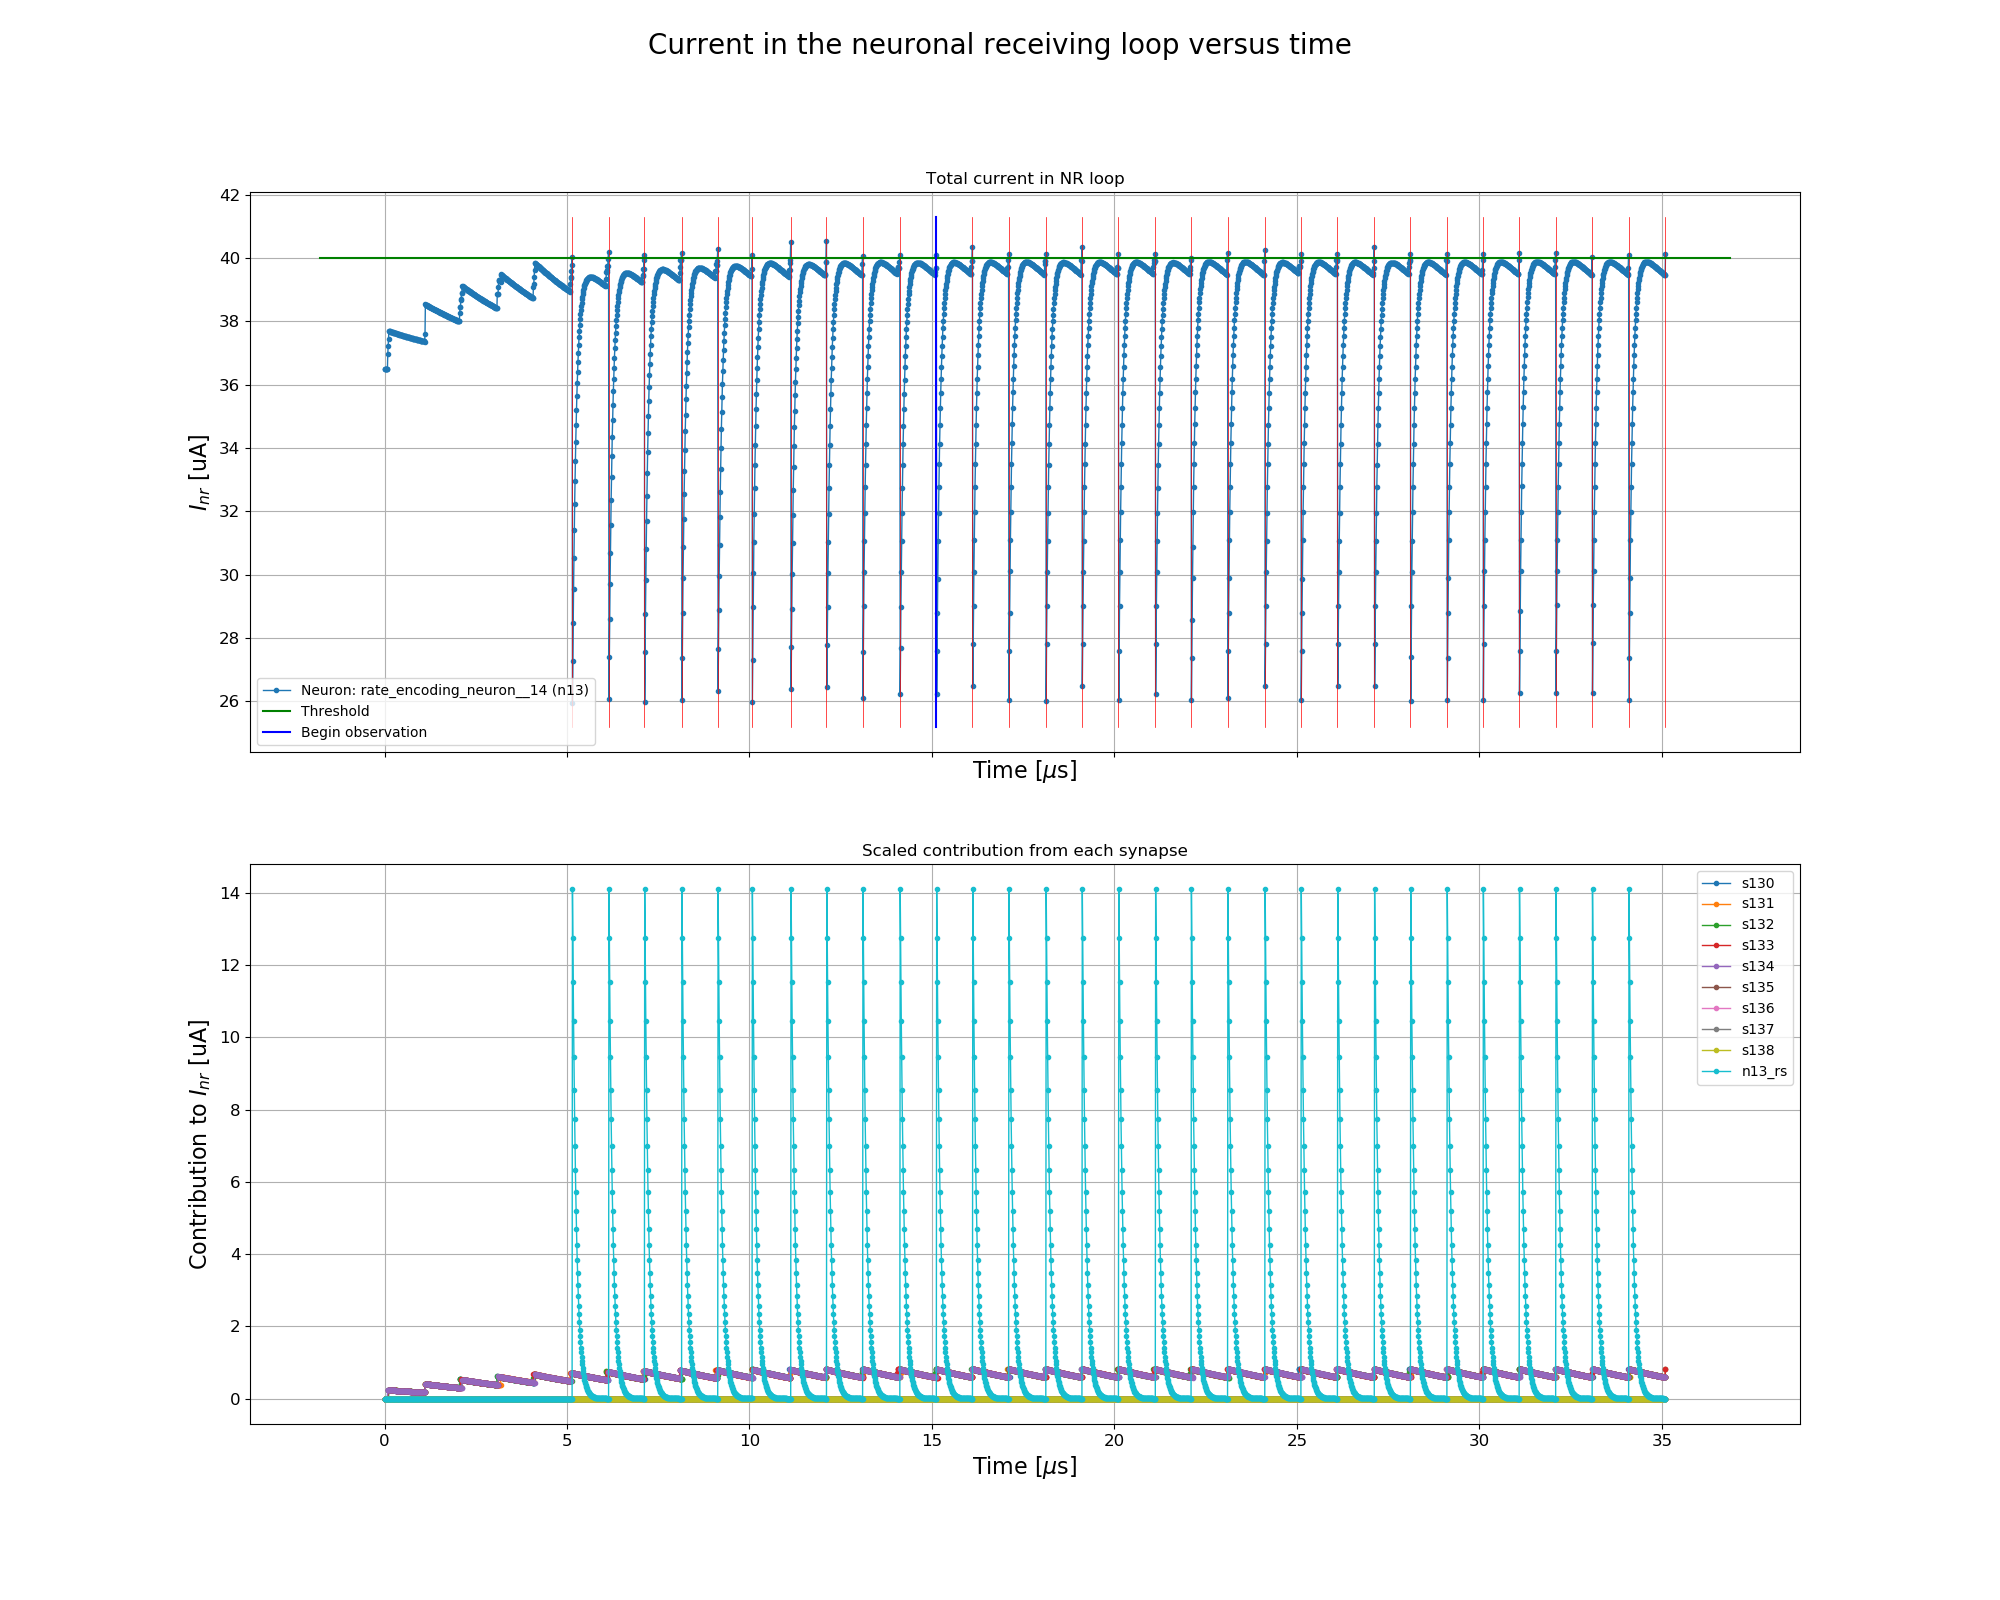 Current in the neuronal receiving loop versus time
Total current in NR loop
42
40
38
36
34
32
30
28
26
I_nr [uA]
Neuron: rate_encoding_neuron__14 (n13)
Threshold
Begin observation
Time [μs]
Scaled contribution from each synapse
14
12
10
8
6
4
2
0
Contribution to I_nr [uA]
s130
s131
s132
s133
s134
s135
s136
s137
s138
n13_rs
0 5 10 15 20 25 30 35
Time [μs]